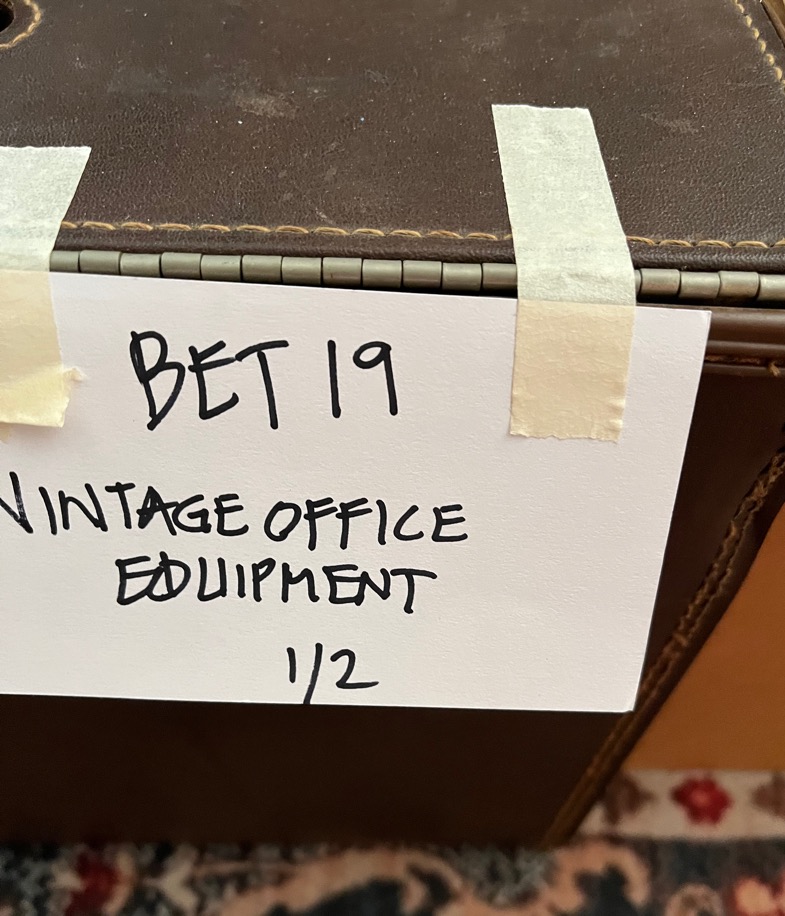 BET 19
VINTAGE OFFICE
EQUIPMENT
1/2